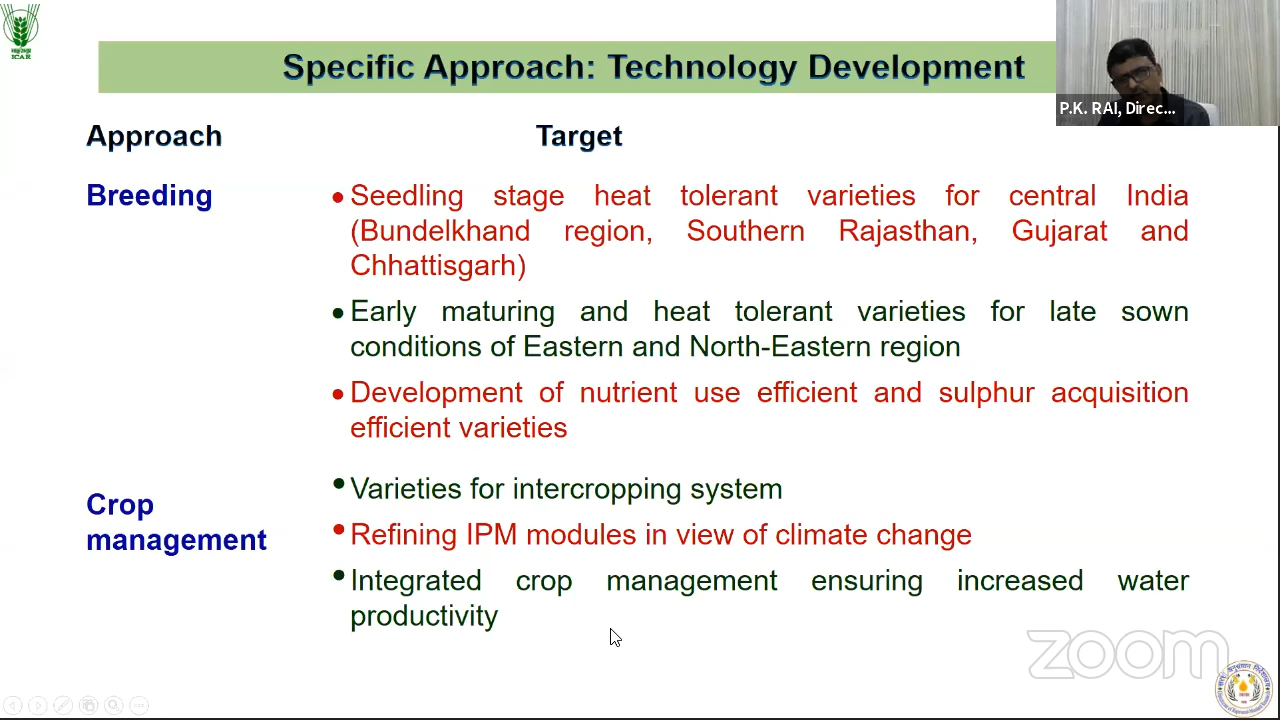 ICAR
Specific Approach: Technology Development
P.K. RAI, Direc...
Approach Target
Breeding
• Seedling stage heat tolerant varieties for central India
(Bundelkhand region, Southern Rajasthan, Gujarat and
Chhattisgarh)
• Early maturing and heat tolerant varieties for late sown
conditions of Eastern and North-Eastern region
• Development of nutrient use efficient and sulphur acquisition
efficient varieties
Crop
management
• Varieties for intercropping system
• Refining IPM modules in view of climate change
• Integrated crop management ensuring increased water
productivity
zoom